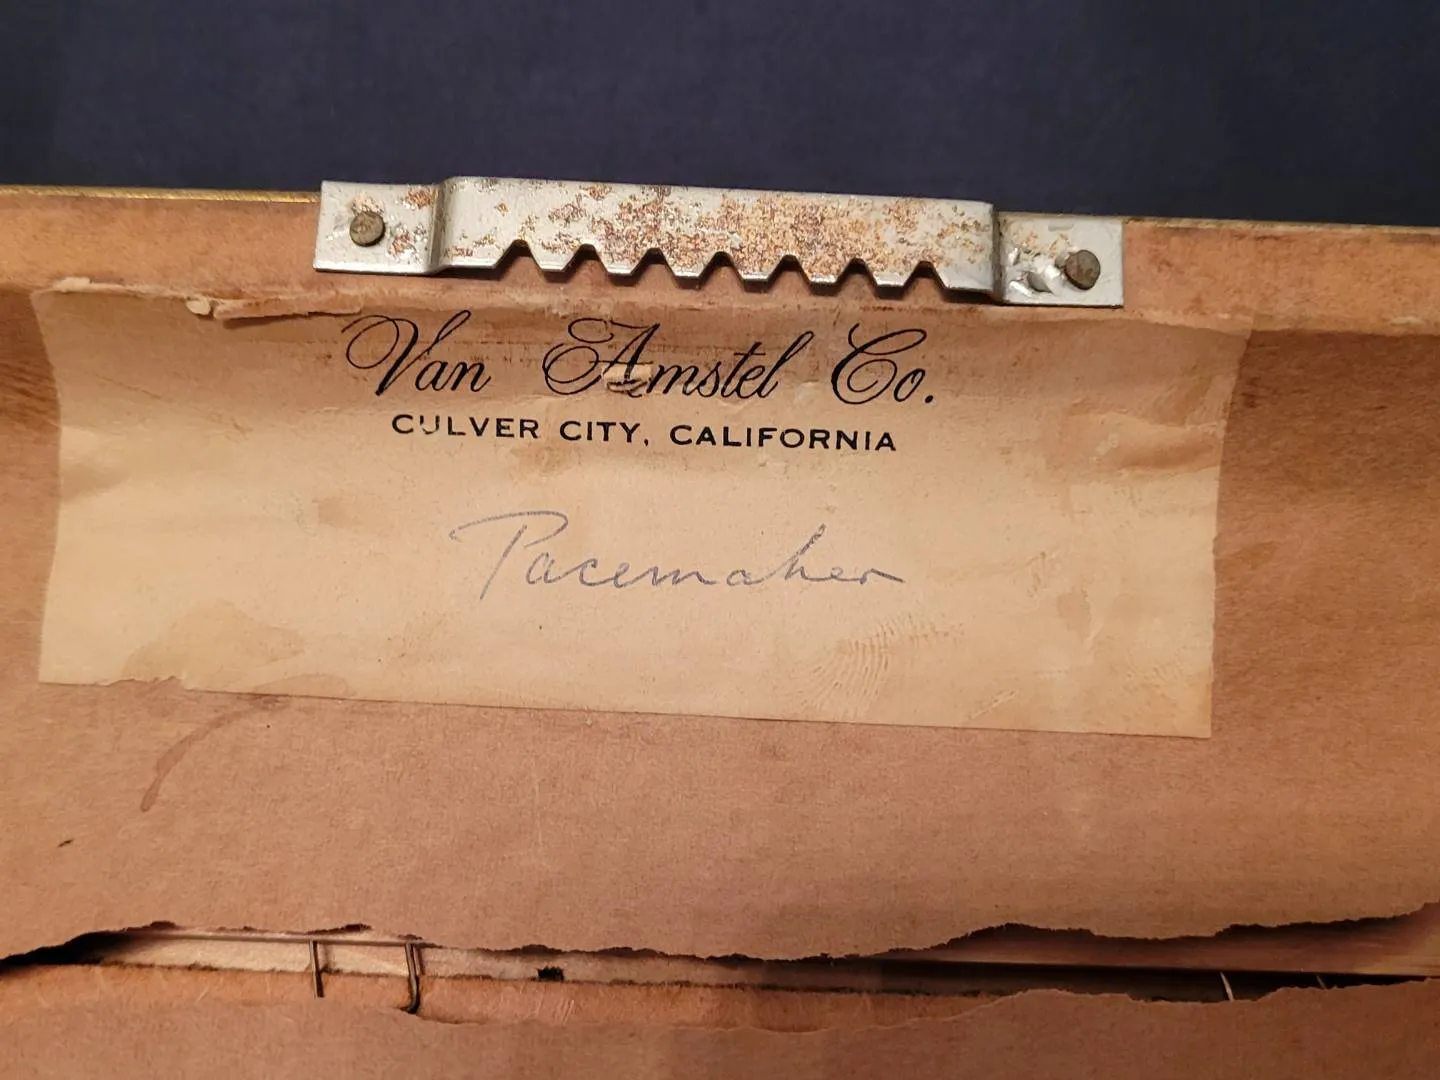 Van Amstel Co.
CULVER CITY, CALIFORNIA
Pacemaker